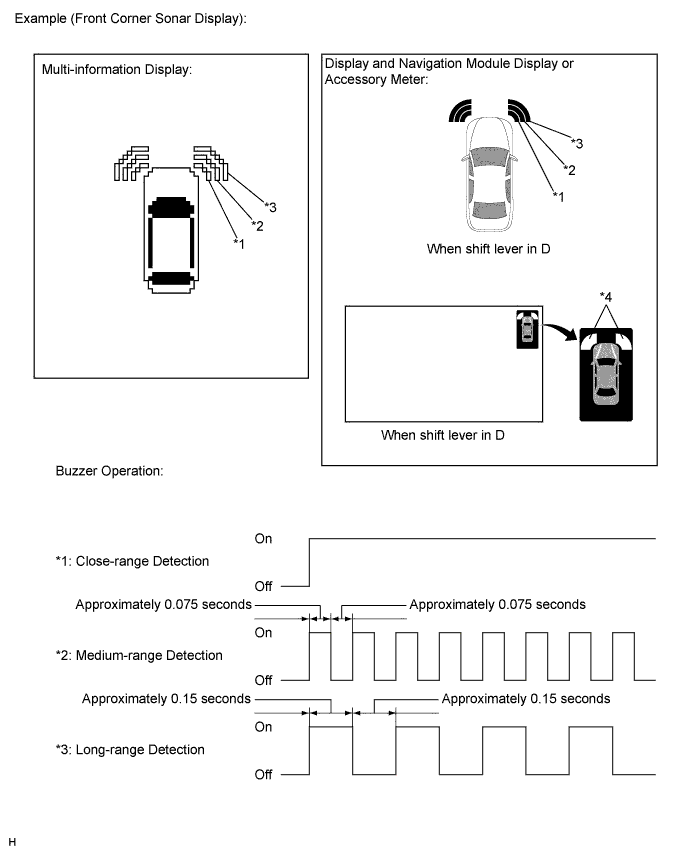 Example (Front Corner Sonar Display):
Multi-information Display:
*3
*2
*1
Display and Navigation Module Display or
Accessory Meter:
*3
*2
*1
When shift lever in D
*4
When shift lever in D
Buzzer Operation:
On
*1: Close-range Detection
Off
Approximately 0.075 seconds
Approximately 0.075 seconds
On
*2: Medium-range Detection
Off
Approximately 0.15 seconds
Approximately 0.15 seconds
On
*3: Long-range Detection
Off
H